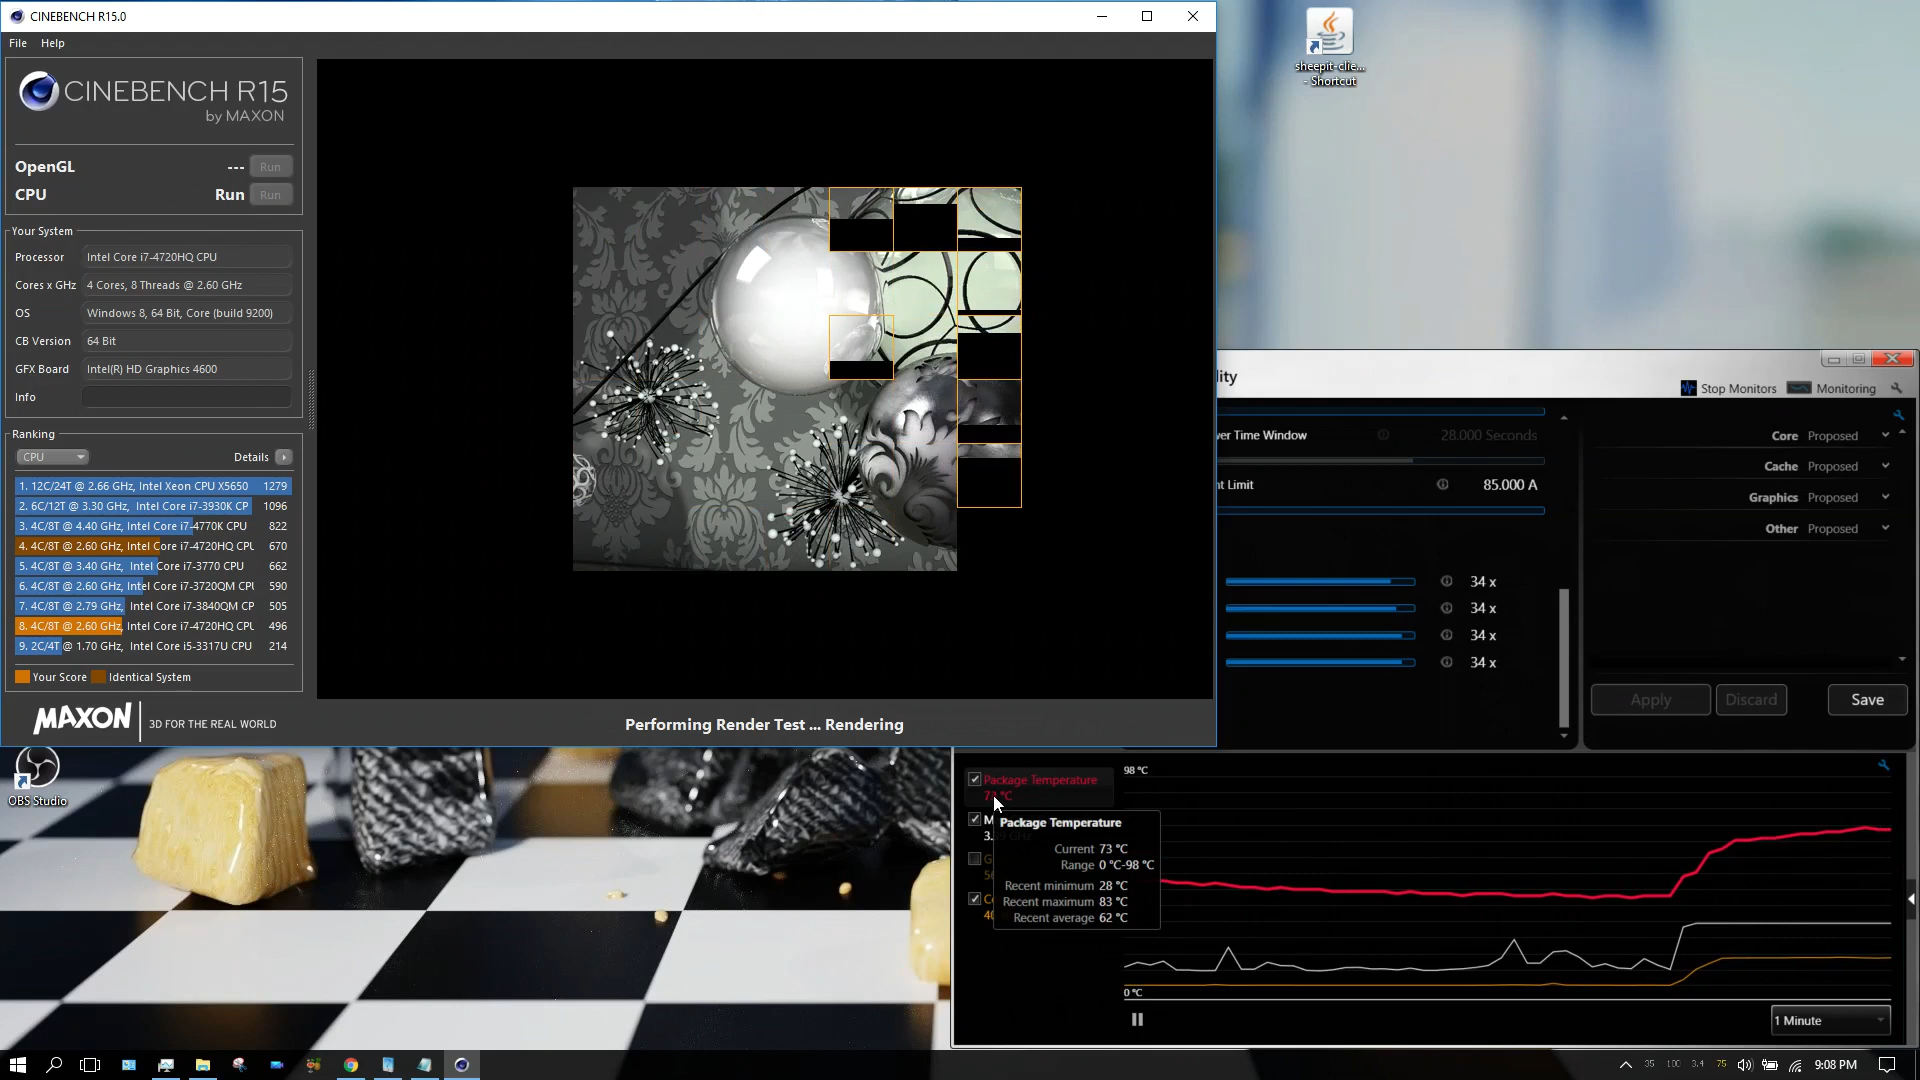 CINEBENCH R15.0
File Help
CINEBENCH R15
by MAXON
OpenGL --- Run
CPU Run Run
Your System
Processor Intel Core i7-4720HQ CPU
Cores x GHz 4 Cores, 8 Threads @ 2.60 GHz
OS Windows 8, 64 Bit, Core (build 9200)
CB Version 64 Bit
GFX Board Intel(R) HD Graphics 4600
Info
Ranking
CPU Details
1. 12C/24T @ 2.66 GHz, Intel Xeon CPU X5650 1279
2. 6C/12T @ 3.30 GHz, Intel Core i7-3930K CP 1096
3. 4C/8T @ 4.40 GHz, Intel Core i7-4770K CPU 822
4. 4C/8T @ 2.60 GHz, Intel Core i7-4720HQ CPU 670
5. 4C/8T @ 3.40 GHz, Intel Core i7-3770 CPU 662
6. 4C/8T @ 2.60 GHz, Intel Core i7-3720QM CPU 590
7. 4C/8T @ 2.79 GHz, Intel Core i7-3840QM CP 505
8. 4C/8T @ 2.60 GHz, Intel Core i7-4720HQ CPU 496
9. 2C/4T @ 1.70 GHz, Intel Core i5-3317U CPU 214
Your Score Identical System
MAXON 3D FOR THE REAL WORLD
Performing Render Test ... Rendering
sheepit-clie...
- Shortcut
lity
Stop Monitors Monitoring
er Time Window 28.000 Seconds
t Limit 85.000 A
34 x
34 x
34 x
34 x
Core Proposed
Cache Proposed
Graphics Proposed
Other Proposed
Apply Discard Save
OBS Studio
Package Temperature
98 °C
Package Temperature
Current 73 °C
Range 0 °C-98 °C
Recent minimum 28 °C
Recent maximum 83 °C
Recent average 62 °C
0 °C
1 Minute
35 100 3.4 75 9:08 PM